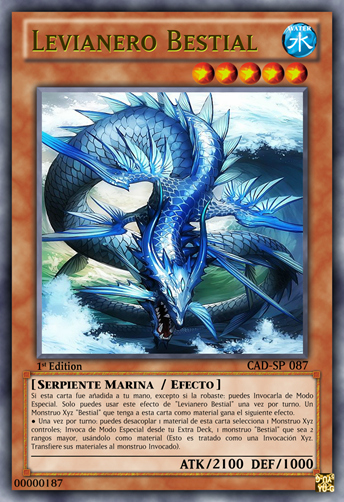 Levianero Bestial
WATER
水
1st Edition
CAD-SP 087
[ Serpiente Marina / Efecto ]
Si esta carta fue añadida a tu mano, excepto si la robaste: puedes Invocarla de Modo
Especial. Solo puedes usar este efecto de "Levianero Bestial" una vez por turno. Un
Monstruo Xyz "Bestial" que tenga a esta carta como material gana el siguiente efecto.
● Una vez por turno: puedes desacoplar 1 material de esta carta selecciona 1 Monstruo Xyz
controles; Invoca de Modo Especial desde tu Extra Deck, 1 monstruo "Bestial" que sea 2
rangos mayor, usándolo como material (Esto es tratado como una Invocación Xyz.
Transfiere sus materiales al monstruo Invocado).
ATK/2100 DEF/1000
00000187